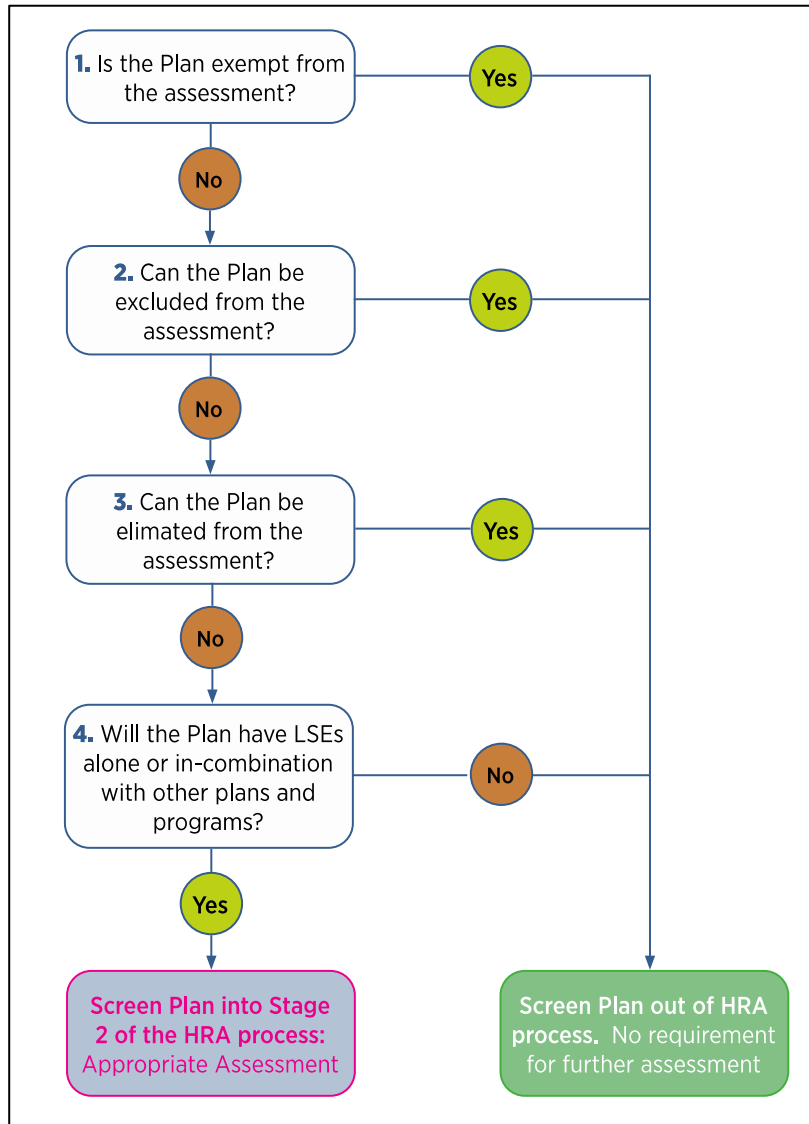 1. Is the Plan exempt from
the assessment?
Yes
No
2. Can the Plan be
excluded from the
assessment?
Yes
No
3. Can the Plan be
elimated from the
assessment?
Yes
No
4. Will the Plan have LSEs
alone or in-combination
with other plans and
programs?
No
Yes
Screen Plan into Stage
2 of the HRA process:
Appropriate Assessment
Screen Plan out of HRA
process. No requirement
for further assessment